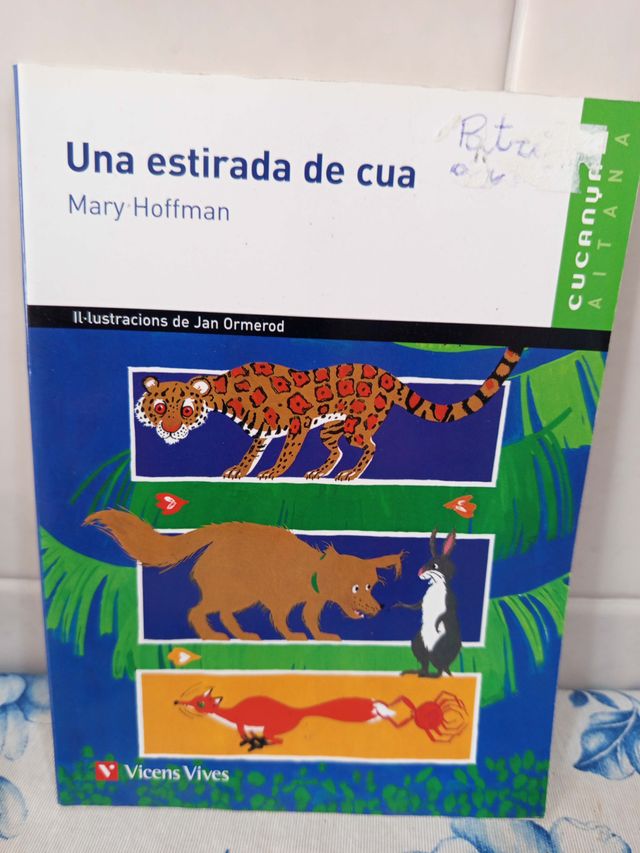 Una estirada de cua
Mary Hoffman
CUCANYA
AITANA
Il·lustracions de Jan Ormerod
Vicens Vives